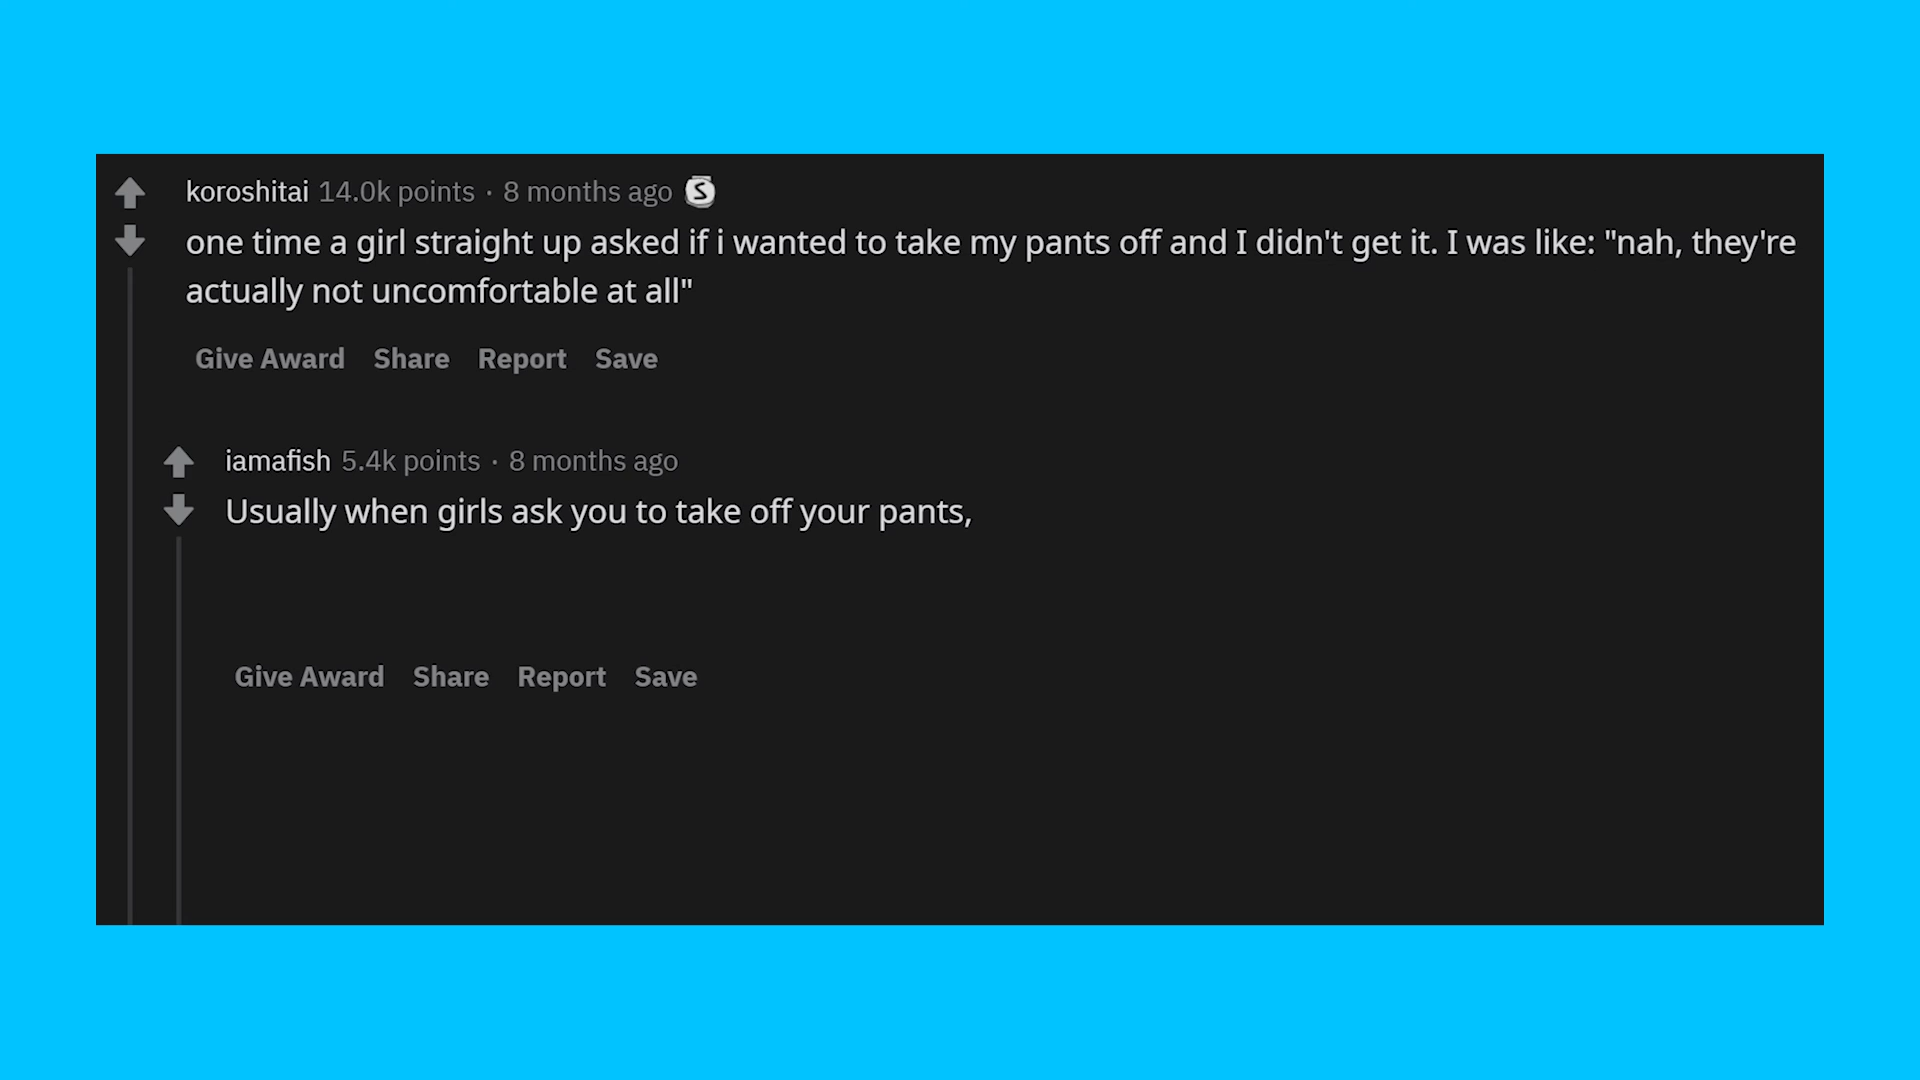 koroshitai 14.0k points · 8 months ago S
one time a girl straight up asked if i wanted to take my pants off and I didn't get it. I was like: "nah, they're
actually not uncomfortable at all"
Give Award Share Report Save
iamafish 5.4k points · 8 months ago
Usually when girls ask you to take off your pants,
Give Award Share Report Save